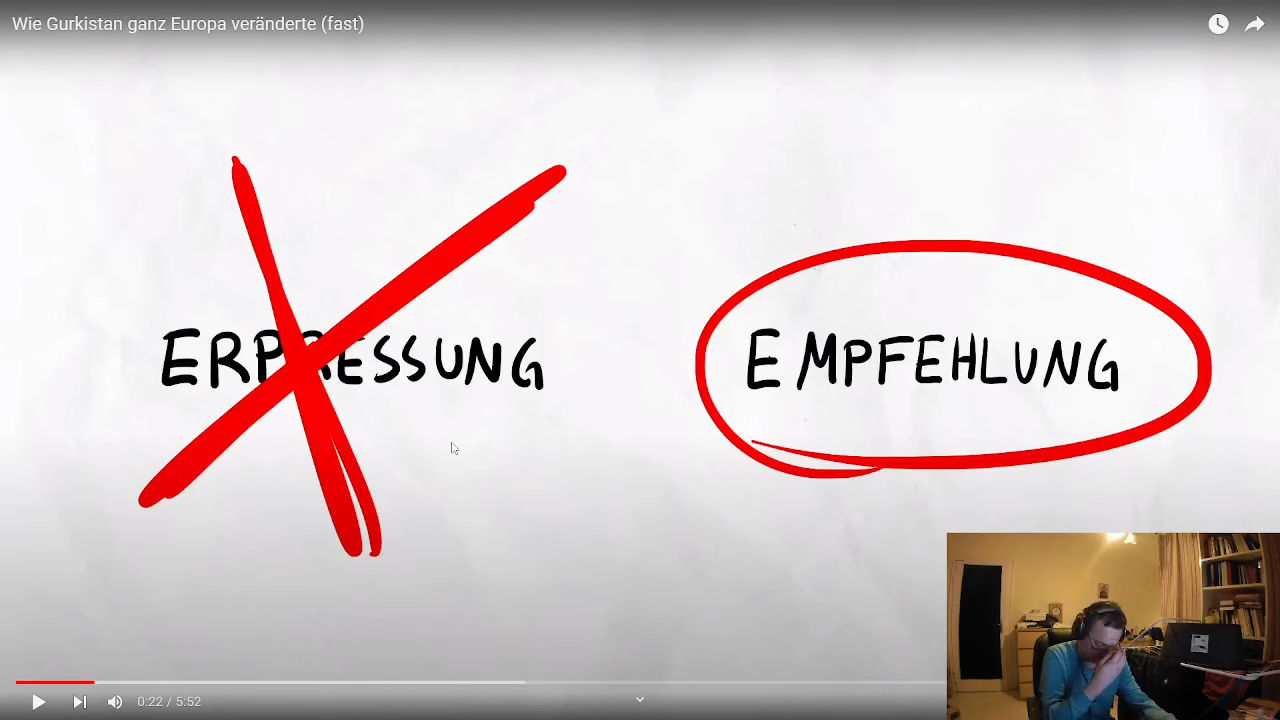 Wie Gurkistan ganz Europa veränderte (fast)
ERPRESSUNG
EMPFEHLUNG
0:22 / 5:52